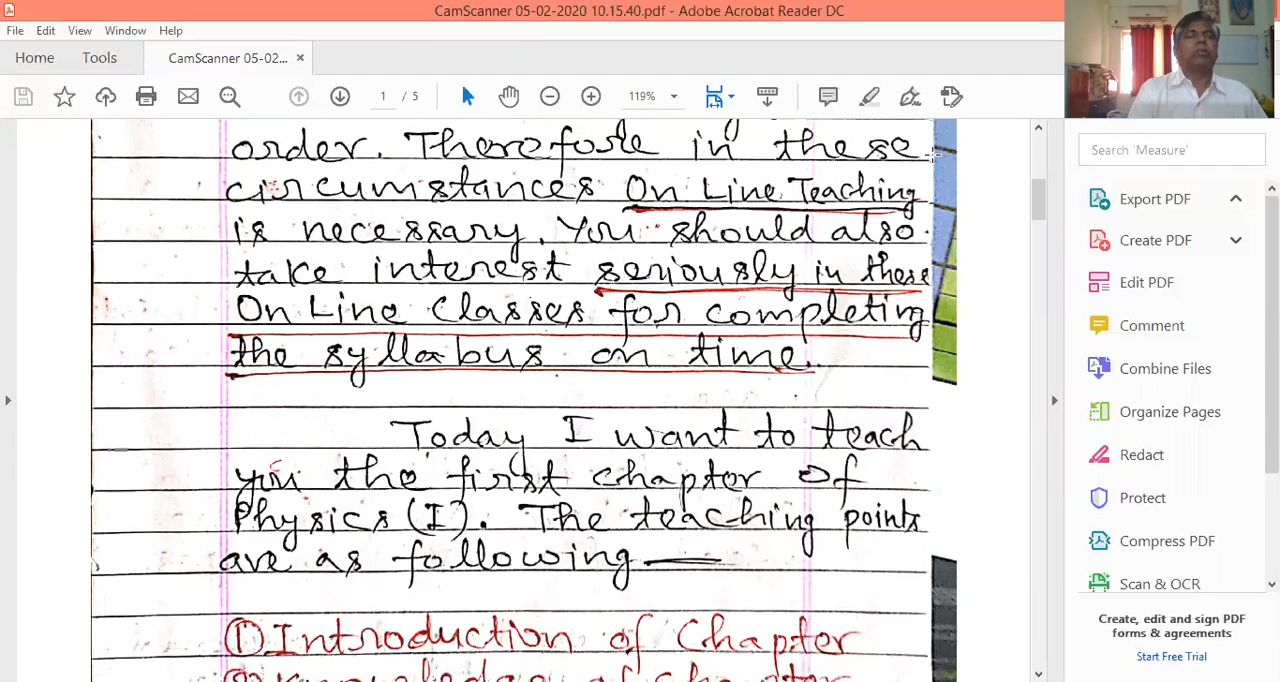 CamScanner 05-02-2020 10.15.40.pdf - Adobe Acrobat Reader DC
File Edit View Window Help
Home Tools CamScanner 05-02... ×
1 / 5 119%
order. Therefore in these
circumstances On Line Teaching
is necessary. You should also
take interest seriously in these
On Line Classes for completing
the syllabus on time.
Today I want to teach
you the first chapter of
Physics (I). The teaching points
are as following —
① Introduction of Chapter
Knowledge of chapter
Search 'Measure'
Export PDF
Create PDF
Edit PDF
Comment
Combine Files
Organize Pages
Redact
Protect
Compress PDF
Scan & OCR
Create, edit and sign PDF
forms & agreements
Start Free Trial